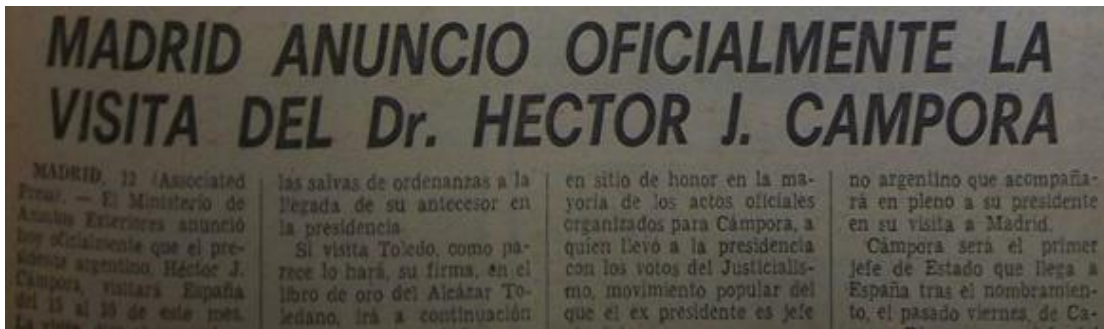 MADRID ANUNCIO OFICIALMENTE LA
VISITA DEL Dr. HECTOR J. CAMPORA
MADRID, 12 (Associated
Press). — El Ministerio de
Asuntos Exteriores anunció
hoy oficialmente que el pre-
sidente argentino, Héctor J.
Cámpora, visitará España
del 15 al de este mes.
las salvas de ordenanzas a la
llegada de su antecesor en
la presidencia.
Si visita Toledo, como pa-
rece lo hará, su firma, en el
libro de oro del Alcázar To-
ledano, irá a continuación
en sitio de honor en la ma-
yoría de los actos oficiales
organizados para Cámpora, a
quien llevó a la presidencia
con los votos del Justicialis-
mo, movimiento popular del
que el ex presidente es jefe
no argentino que acompaña-
rá en pleno a su presidente
en su visita a Madrid.
Cámpora será el primer
jefe de Estado que llega a
España tras el nombramien-
to, el pasado viernes, de Ca-